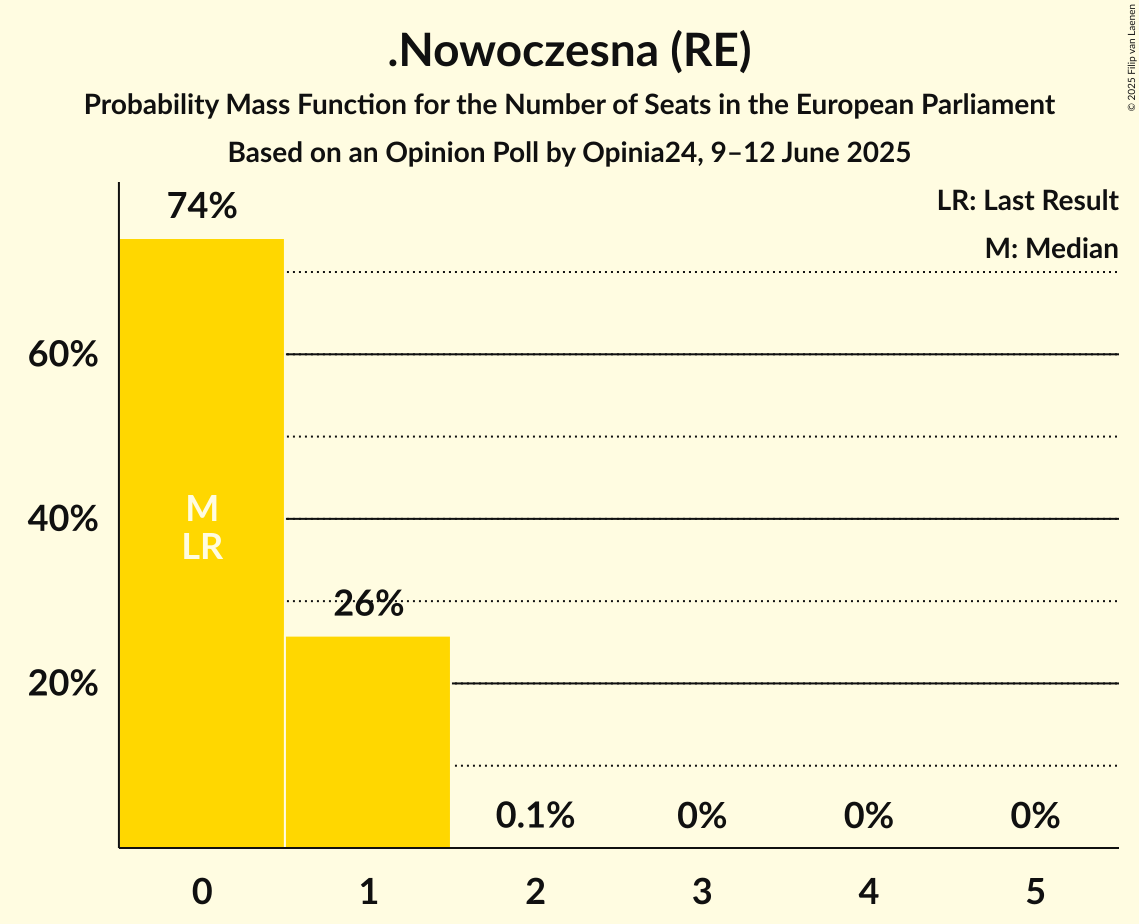 .Nowoczesna (RE)
Probability Mass Function for the Number of Seats in the European Parliament
Based on an Opinion Poll by Opinia24, 9–12 June 2025
© 2025 Filip van Laenen
LR: Last Result
M: Median
74%
60%
40%
20%
M
LR
26%
0.1%
0%
0%
0%
0
1
2
3
4
5